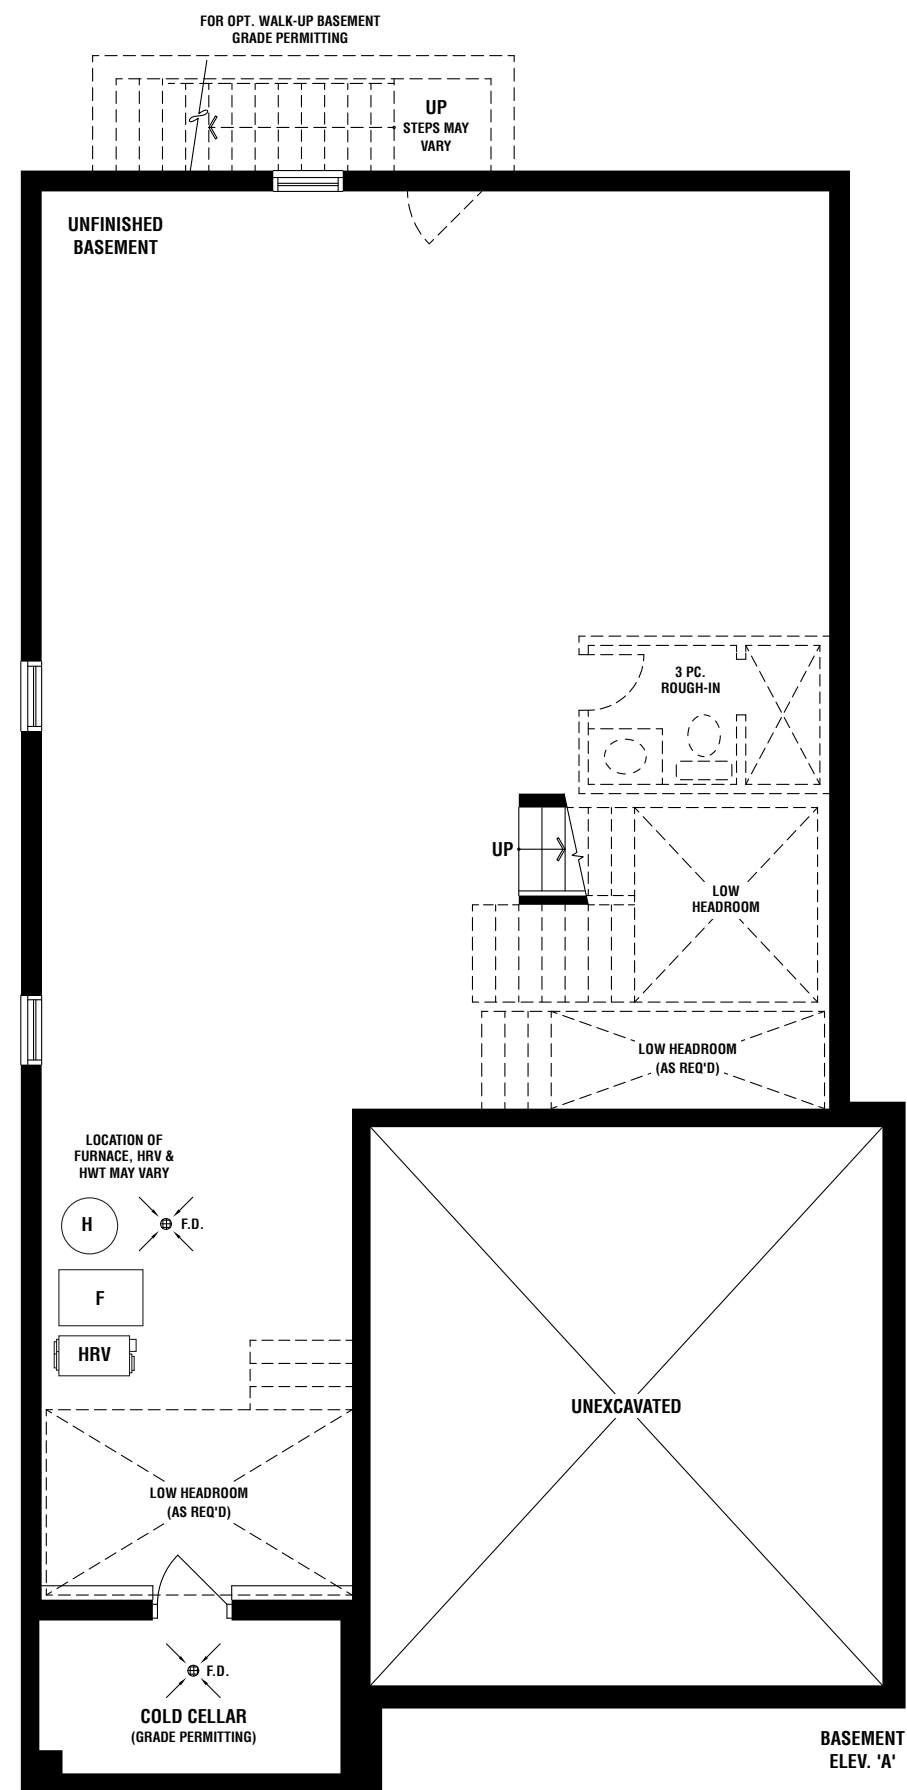 FOR OPT. WALK-UP BASEMENT
GRADE PERMITTING
UP
STEPS MAY
VARY
UNFINISHED
BASEMENT
3 PC.
ROUGH-IN
UP
LOW
HEADROOM
LOW HEADROOM
(AS REQ'D)
LOCATION OF
FURNACE, HRV &
HWT MAY VARY
H
F.D.
F
HRV
UNEXCAVATED
LOW HEADROOM
(AS REQ'D)
F.D.
COLD CELLAR
(GRADE PERMITTING)
BASEMENT
ELEV. 'A'